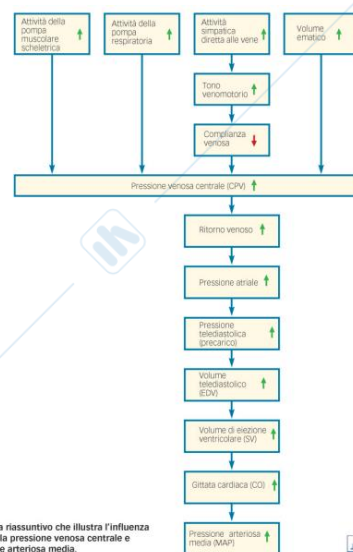 Attività della
pompa
muscolare
scheletrica
Attività della
pompa
respiratoria
Attività
simpatica
diretta alle vene
Volume
ematico
Tono
venomotorio
Complianza
venosa
Pressione venosa centrale (CPV)
Ritorno venoso
Pressione atriale
Pressione
telediastolica
(precarico)
Volume
telediastolico
(EDV)
Volume di eiezione
ventricolare (SV)
Gittata cardiaca (CO)
Pressione arteriosa
media (MAP)
a riassuntivo che illustra l'influenza
la pressione venosa centrale e
e arteriosa media.